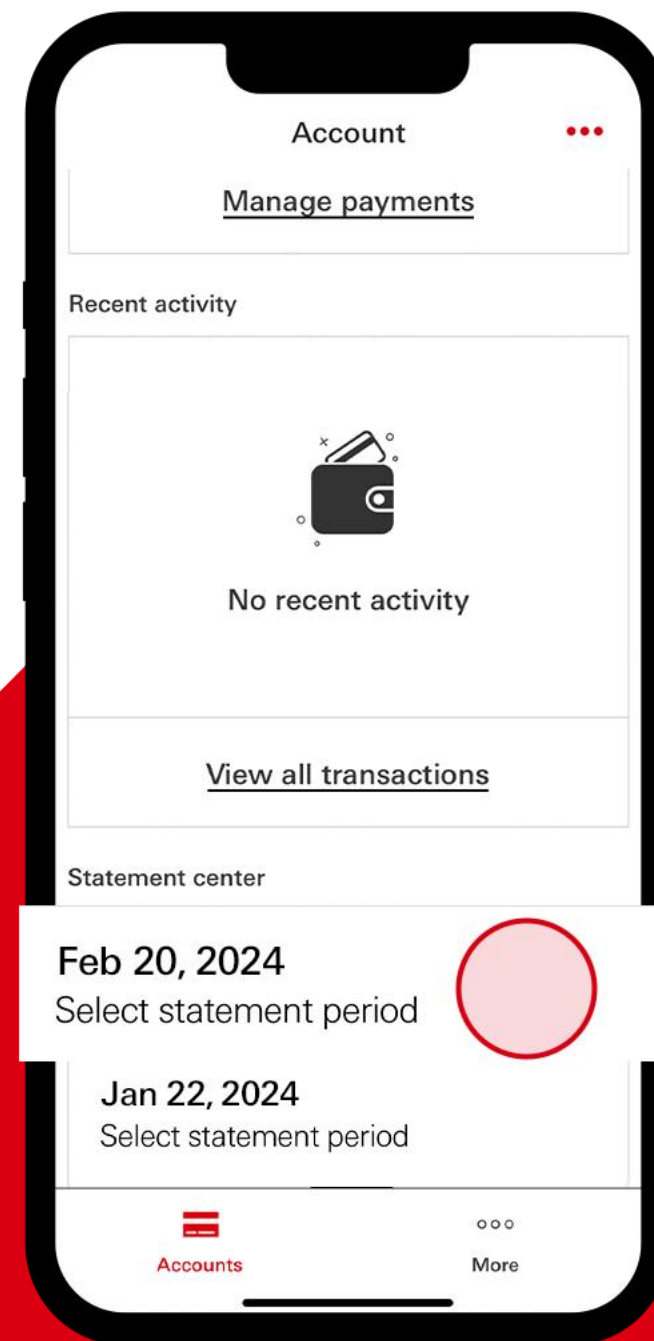 Account
Manage payments
Recent activity
No recent activity
View all transactions
Statement center
Feb 20, 2024
Select statement period
Jan 22, 2024
Select statement period
Accounts
More